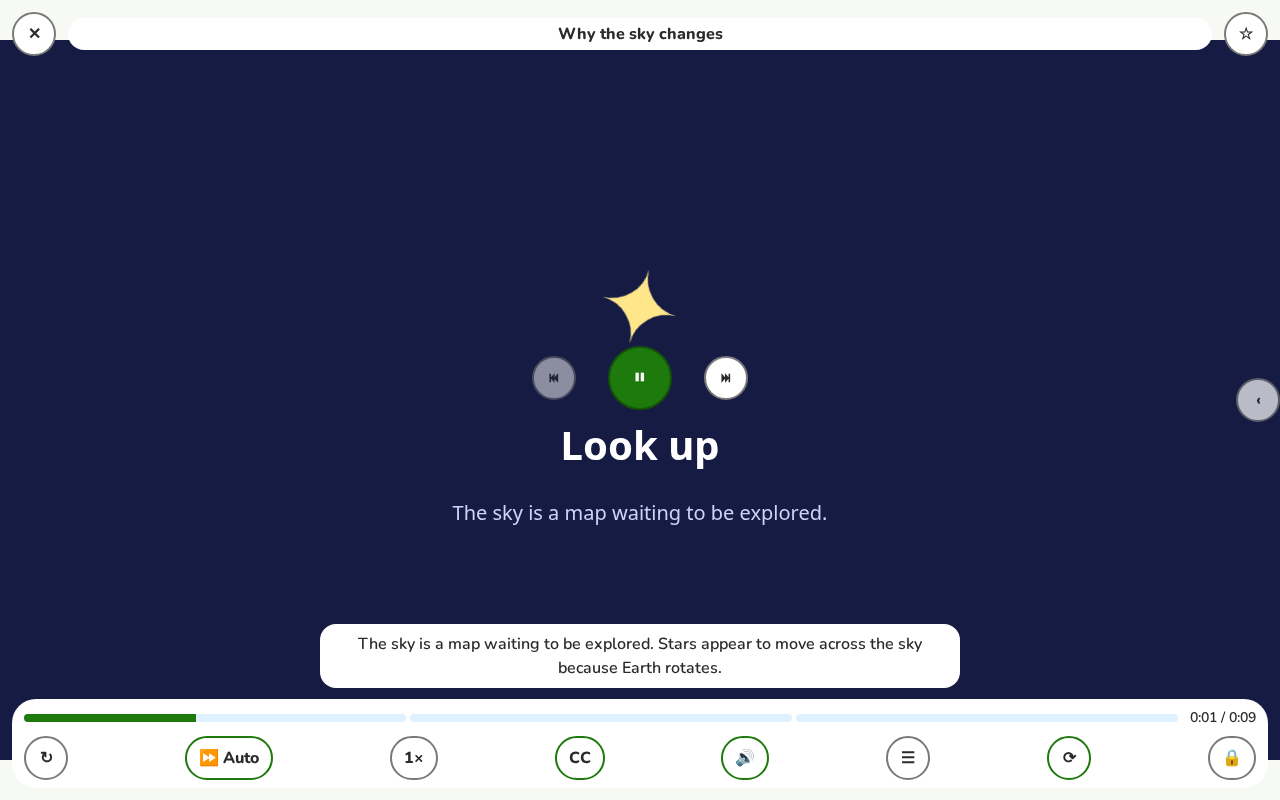 Why the sky changes
Look up
The sky is a map waiting to be explored.
The sky is a map waiting to be explored. Stars appear to move across the sky
because Earth rotates.
0:01 / 0:09
Auto
1×
CC